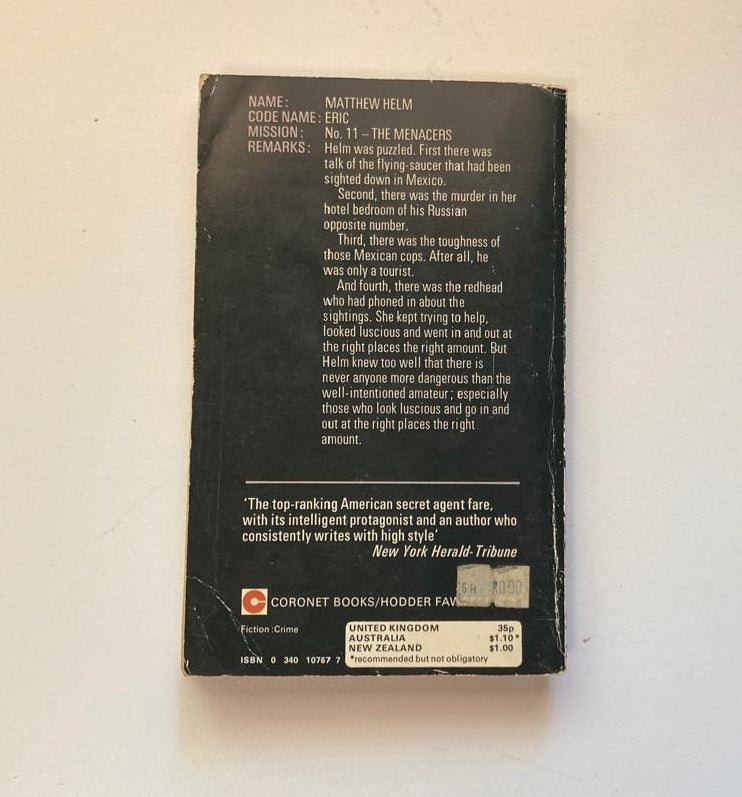 NAME: MATTHEW HELM
CODE NAME: ERIC
MISSION: No. 11 – THE MENACERS
REMARKS: Helm was puzzled. First there was
talk of the flying-saucer that had been
sighted down in Mexico.
Second, there was the murder in her
hotel bedroom of his Russian
opposite number.
Third, there was the toughness of
those Mexican cops. After all, he
was only a tourist.
And fourth, there was the redhead
who had phoned in about the
sightings. She kept trying to help,
looked luscious and went in and out at
the right places the right amount. But
Helm knew too well that there is
never anyone more dangerous than the
well-intentioned amateur; especially
those who look luscious and go in and
out at the right places the right
amount.
'The top-ranking American secret agent fare,
with its intelligent protagonist and an author who
consistently writes with high style'
New York Herald-Tribune
CORONET BOOKS/HODDER FAW
Fiction: Crime
UNITED KINGDOM 35p
AUSTRALIA $1.10*
NEW ZEALAND $1.00
*recommended but not obligatory
ISBN 0 340 10767 7